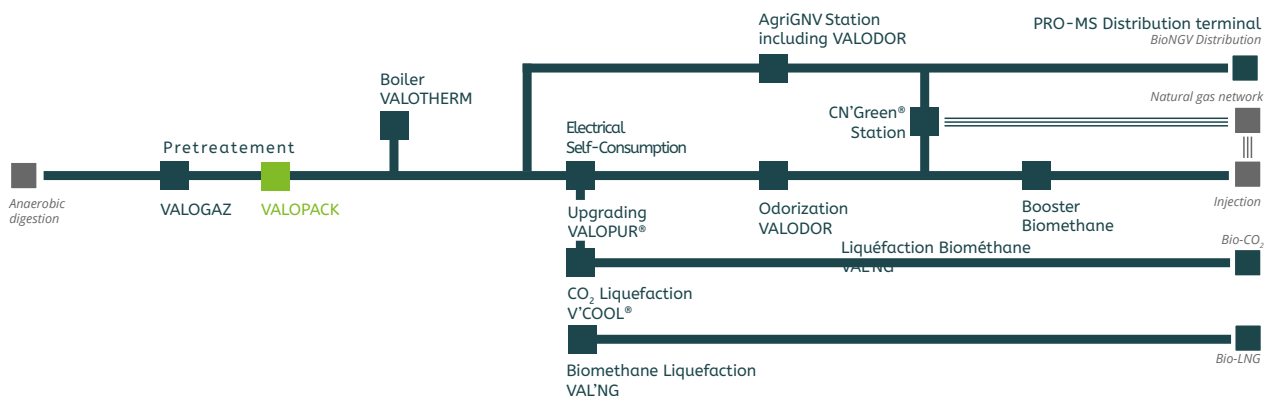 AgriGNV Station
including VALODOR
PRO-MS Distribution terminal
BioNGV Distribution
Boiler
VALOTHERM
Natural gas network
CN'Green®
Station
Electrical
Self-Consumption
Pretreatement
Anaerobic
digestion
VALOGAZ
VALOPACK
Upgrading
VALOPUR®
Odorization
VALODOR
Booster
Biomethane
Injection
Liquéfaction Biométhane
VAL'NG
Bio-CO₂
CO₂ Liquefaction
V'COOL®
Bio-LNG
Biomethane Liquefaction
VAL'NG